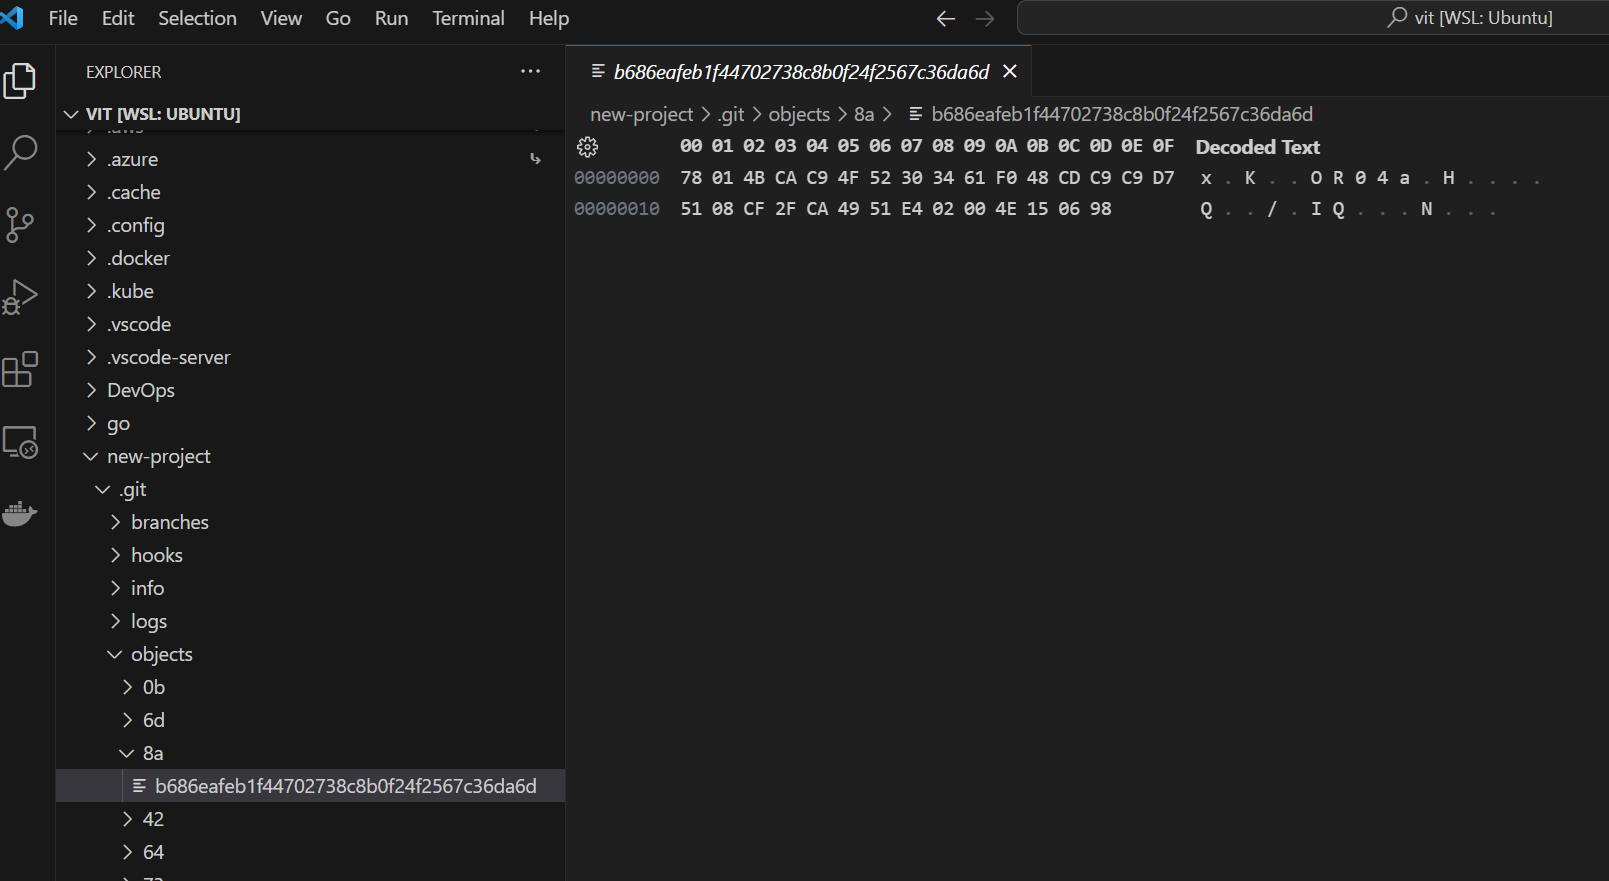 File Edit Selection View Go Run Terminal Help
vit [WSL: Ubuntu]
EXPLORER
VIT [WSL: UBUNTU]
.aws
.azure
.cache
.config
.docker
.kube
.vscode
.vscode-server
DevOps
go
new-project
.git
branches
hooks
info
logs
objects
0b
6d
8a
b686eafeb1f44702738c8b0f24f2567c36da6d
42
64
b686eafeb1f44702738c8b0f24f2567c36da6d
new-project > .git > objects > 8a > b686eafeb1f44702738c8b0f24f2567c36da6d
00 01 02 03 04 05 06 07 08 09 0A 0B 0C 0D 0E 0F Decoded Text
00000000 78 01 4B CA C9 4F 52 30 34 61 F0 48 CD C9 C9 D7 x . K . . O R 0 4 a . H . . . .
00000010 51 08 CF 2F CA 49 51 E4 02 00 4E 15 06 98 Q . . / . I Q . . . N . . .